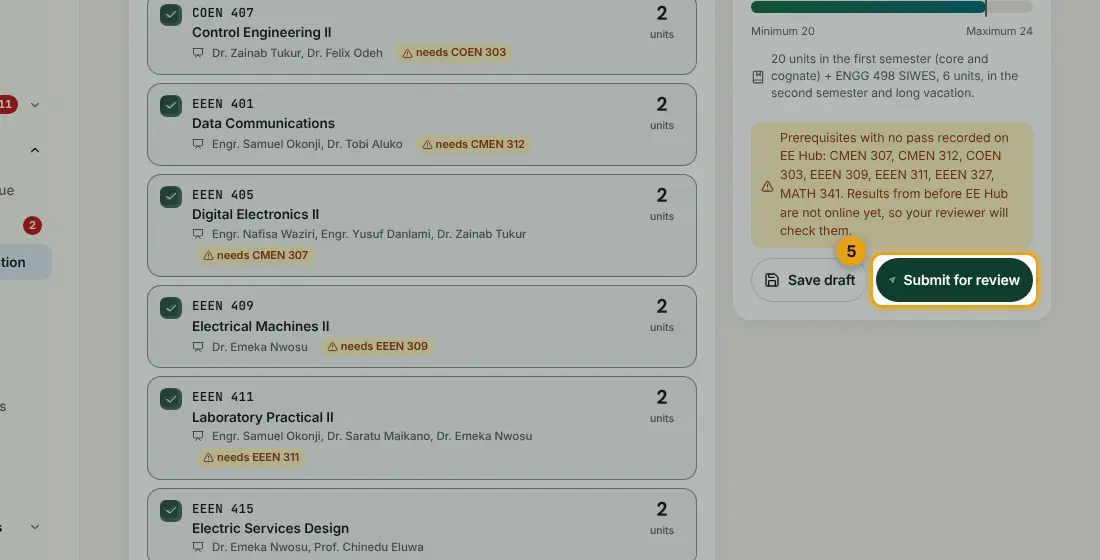 COEN 407
Control Engineering II
Dr. Zainab Tukur, Dr. Felix Odeh
needs COEN 303
2
units
EEEN 401
Data Communications
Engr. Samuel Okonji, Dr. Tobi Aluko
needs CMEN 312
2
units
EEEN 405
Digital Electronics II
Engr. Nafisa Waziri, Engr. Yusuf Danlami, Dr. Zainab Tukur
needs CMEN 307
2
units
EEEN 409
Electrical Machines II
Dr. Emeka Nwosu
needs EEEN 309
2
units
EEEN 411
Laboratory Practical II
Engr. Samuel Okonji, Dr. Saratu Maikano, Dr. Emeka Nwosu
needs EEEN 311
2
units
EEEN 415
Electric Services Design
Dr. Emeka Nwosu, Prof. Chinedu Eluwa
2
units
11
ue
2
tion
s
s
Minimum 20
Maximum 24
20 units in the first semester (core and
cognate) + ENGG 498 SIWES, 6 units, in the
second semester and long vacation.
Prerequisites with no pass recorded on
EE Hub: CMEN 307, CMEN 312, COEN
303, EEEN 309, EEEN 311, EEEN 327,
MATH 341. Results from before EE Hub
are not online yet, so your reviewer will
check them.
5
Save draft
Submit for review